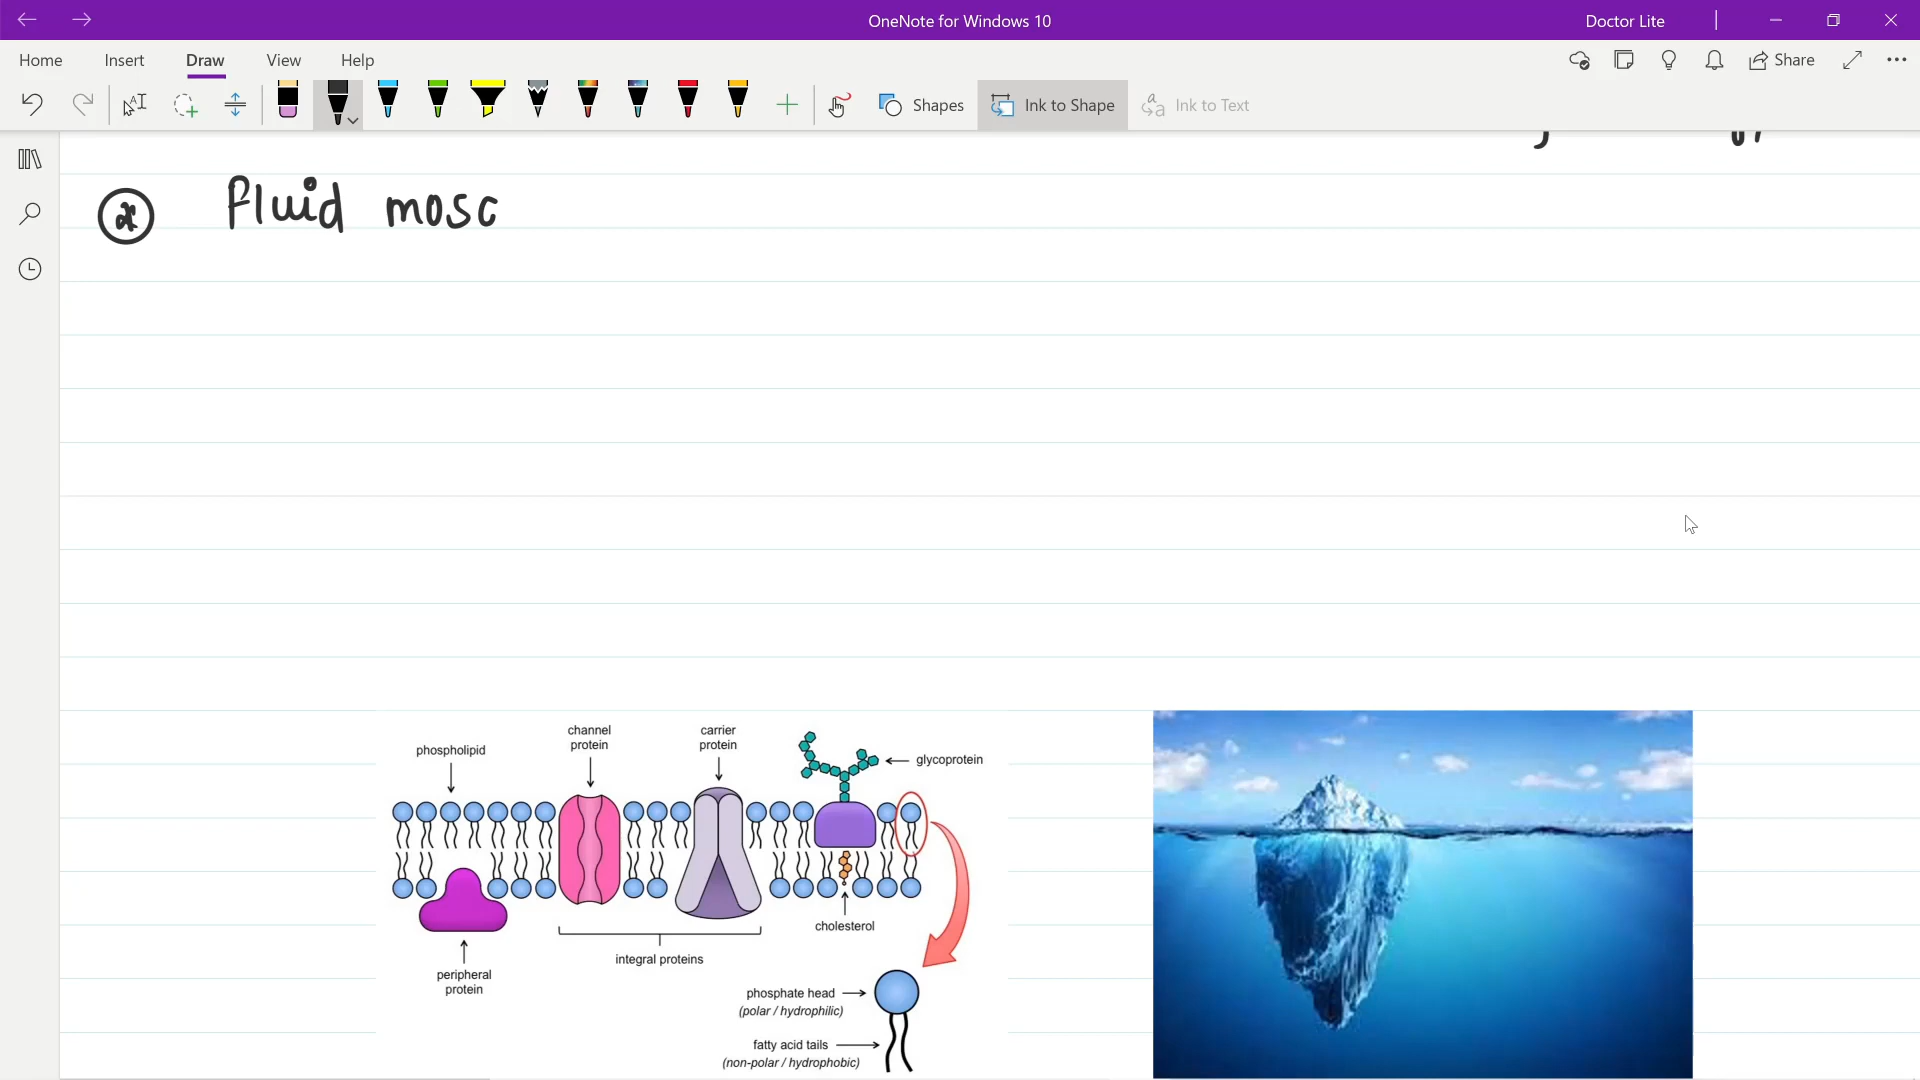 OneNote for Windows 10
Doctor Lite
Home Insert Draw View Help
Share
Shapes
Ink to Shape
Ink to Text
Fluid mosc
phospholipid
channel
protein
carrier
protein
glycoprotein
peripheral
protein
integral proteins
cholesterol
phosphate head
(polar / hydrophilic)
fatty acid tails
(non-polar / hydrophobic)